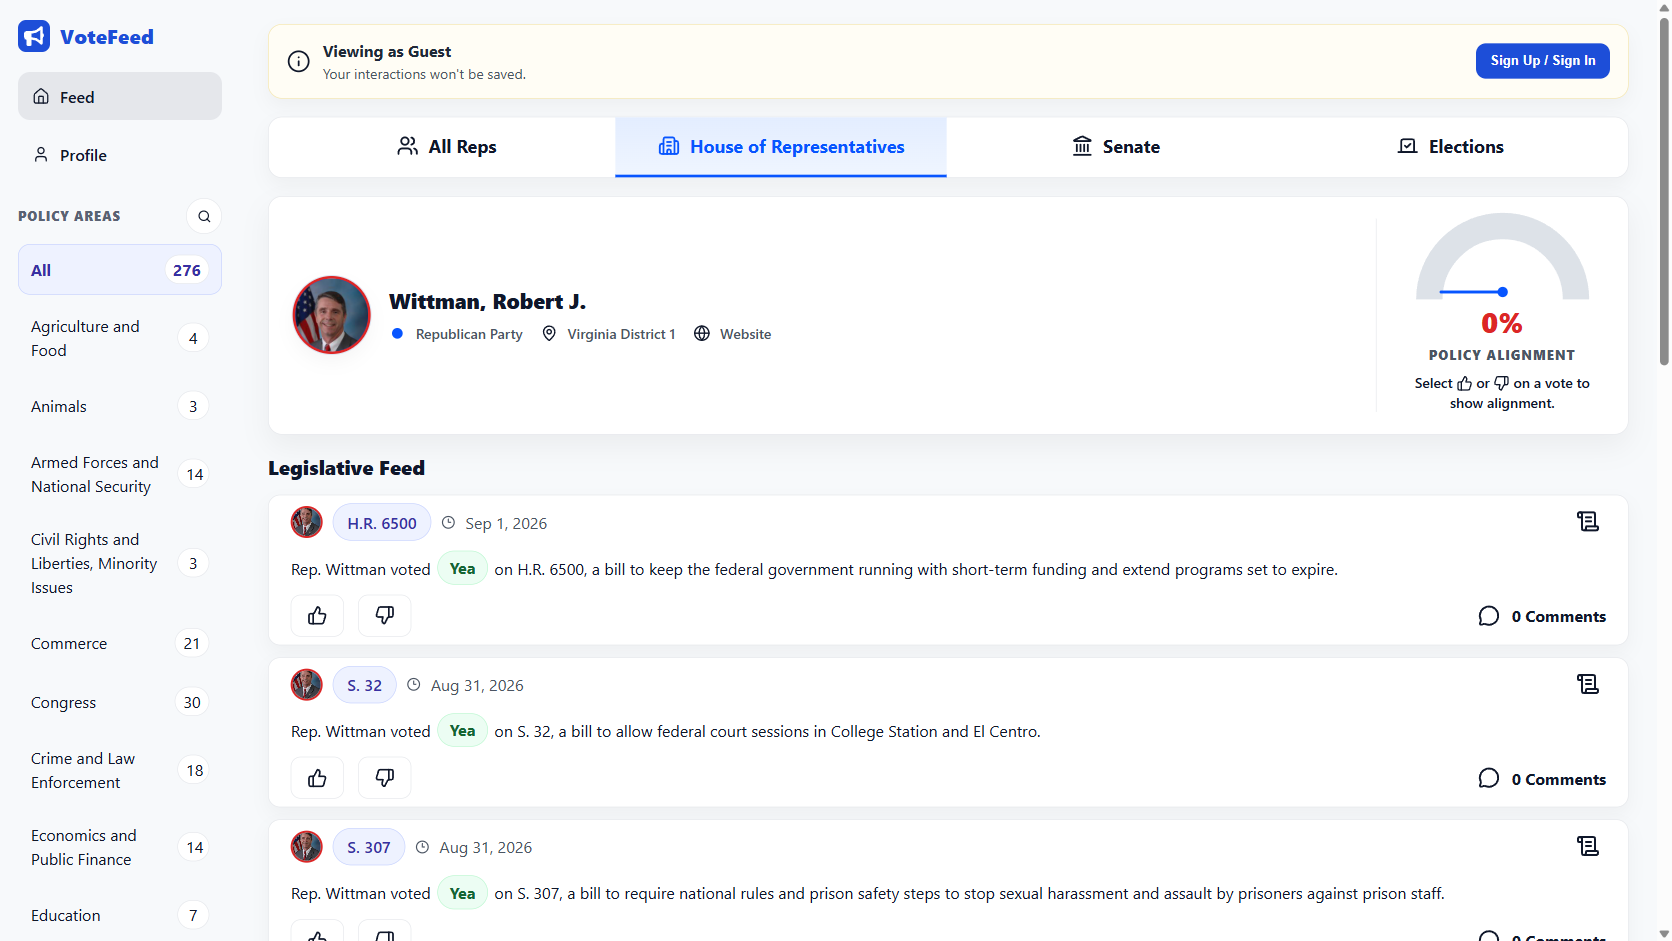 VoteFeed
Feed
Profile
POLICY AREAS
All 276
Agriculture and
Food 4
Animals 3
Armed Forces and
National Security 14
Civil Rights and
Liberties, Minority
Issues 3
Commerce 21
Congress 30
Crime and Law
Enforcement 18
Economics and
Public Finance 14
Education 7
Viewing as Guest
Your interactions won't be saved.
Sign Up / Sign In
All Reps
House of Representatives
Senate
Elections
Wittman, Robert J.
Republican Party Virginia District 1 Website
0%
POLICY ALIGNMENT
Select or on a vote to
show alignment.
Legislative Feed
H.R. 6500 Sep 1, 2026
Rep. Wittman voted Yea on H.R. 6500, a bill to keep the federal government running with short-term funding and extend programs set to expire.
0 Comments
S. 32 Aug 31, 2026
Rep. Wittman voted Yea on S. 32, a bill to allow federal court sessions in College Station and El Centro.
0 Comments
S. 307 Aug 31, 2026
Rep. Wittman voted Yea on S. 307, a bill to require national rules and prison safety steps to stop sexual harassment and assault by prisoners against prison staff.
0 Comments